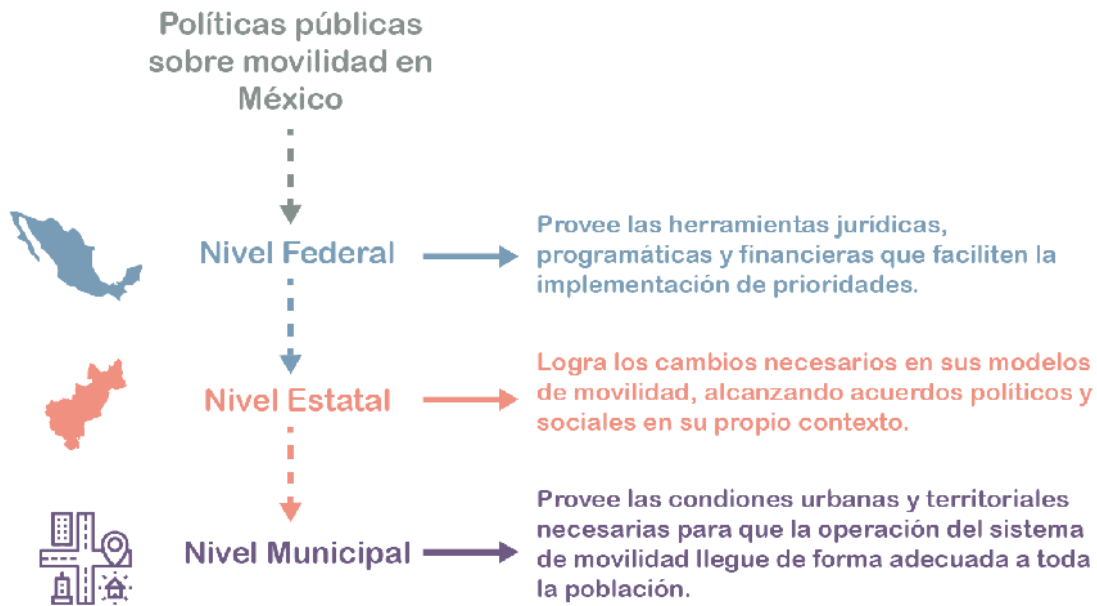 Políticas públicas
sobre movilidad en
México
Nivel Federal
Provee las herramientas jurídicas,
programáticas y financieras que faciliten la
implementación de prioridades.
Nivel Estatal
Logra los cambios necesarios en sus modelos
de movilidad, alcanzando acuerdos políticos y
sociales en su propio contexto.
Nivel Municipal
Provee las condiones urbanas y territoriales
necesarias para que la operación del sistema
de movilidad llegue de forma adecuada a toda
la población.